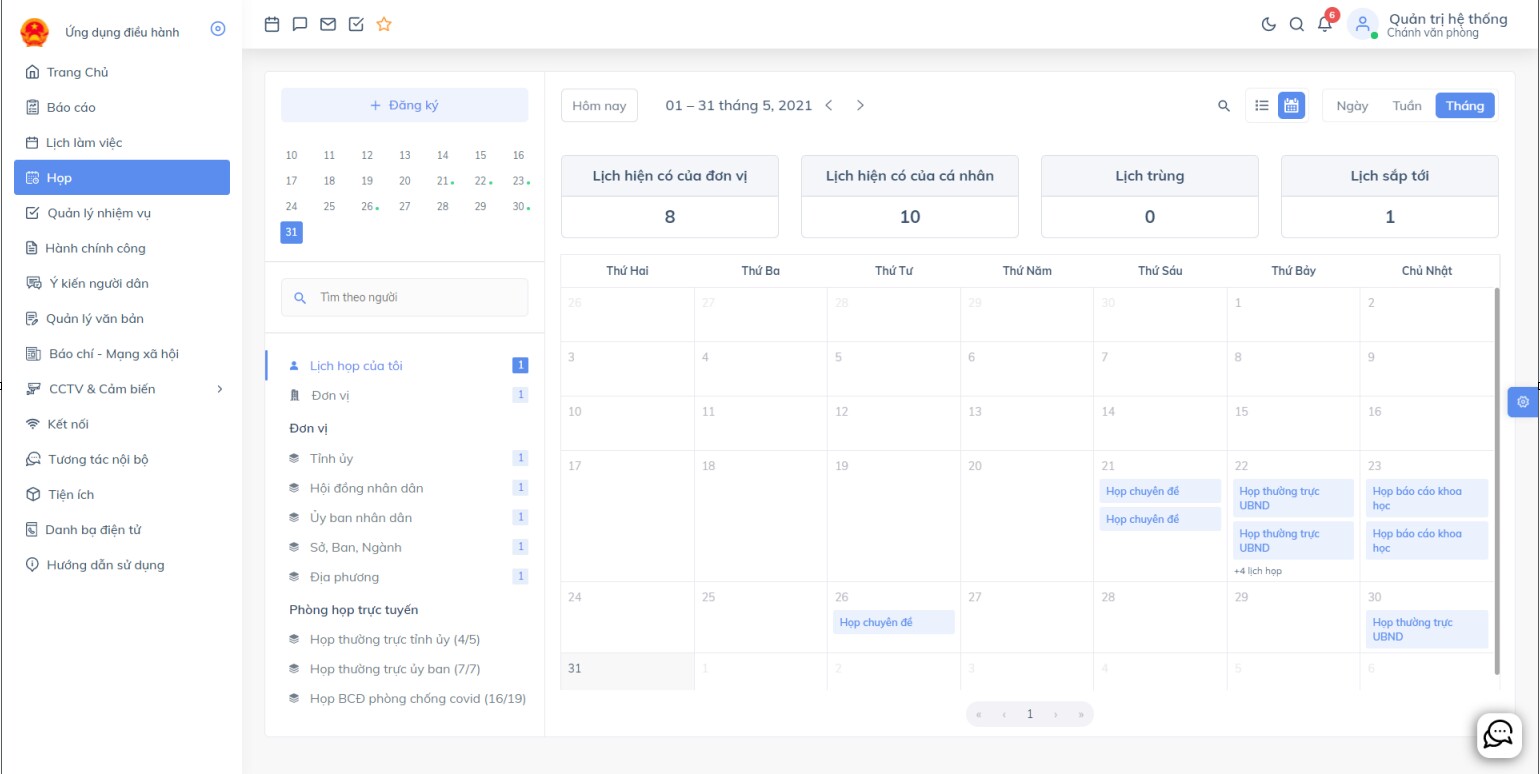 Ứng dụng điều hành
Trang Chủ
Báo cáo
Lịch làm việc
Họp
Quản lý nhiệm vụ
Hành chính công
Ý kiến người dân
Quản lý văn bản
Báo chí - Mạng xã hội
CCTV & Cảm biến
Kết nối
Tương tác nội bộ
Tiện ích
Danh bạ điện tử
Hướng dẫn sử dụng
6
Quản trị hệ thống
Chánh văn phòng
+ Đăng ký
10 11 12 13 14 15 16
17 18 19 20 21 22 23
24 25 26 27 28 29 30
31
Tìm theo người
Lịch họp của tôi 1
Đơn vị 1
Đơn vị
Tỉnh ủy 1
Hội đồng nhân dân 1
Ủy ban nhân dân 1
Sở, Ban, Ngành 1
Địa phương 1
Phòng họp trực tuyến
Họp thường trực tỉnh ủy (4/5)
Họp thường trực ủy ban (7/7)
Họp BCĐ phòng chống covid (16/19)
Hôm nay 01 – 31 tháng 5, 2021 Ngày Tuần Tháng
Lịch hiện có của đơn vị Lịch hiện có của cá nhân Lịch trùng Lịch sắp tới
8 10 0 1
Thứ Hai Thứ Ba Thứ Tư Thứ Năm Thứ Sáu Thứ Bảy Chủ Nhật
26 27 28 29 30 1 2
3 4 5 6 7 8 9
10 11 12 13 14 15 16
17 18 19 20 21 22 23
Họp chuyên đề
Họp chuyên đề
Họp thường trực
UBND
Họp thường trực
UBND
+4 lịch họp
Họp báo cáo khoa
học
Họp báo cáo khoa
học
24 25 26 27 28 29 30
Họp chuyên đề
Họp thường trực
UBND
31 1 2 3 4 5 6
« ‹ 1 › »